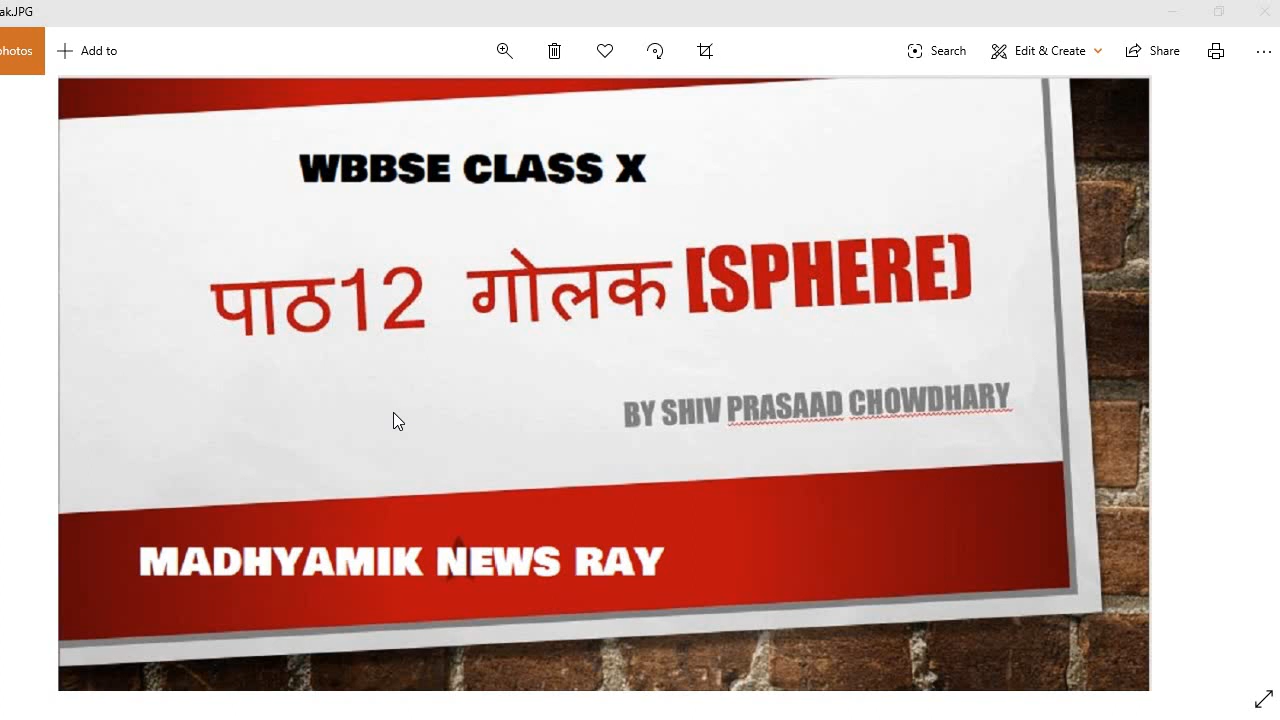 ak.JPG
photos
Add to
Search
Edit & Create
Share
WBBSE CLASS X
पाठ12 गोलक [SPHERE)
BY SHIV PRASAAD CHOWDHARY
MADHYAMIK NEWS RAY